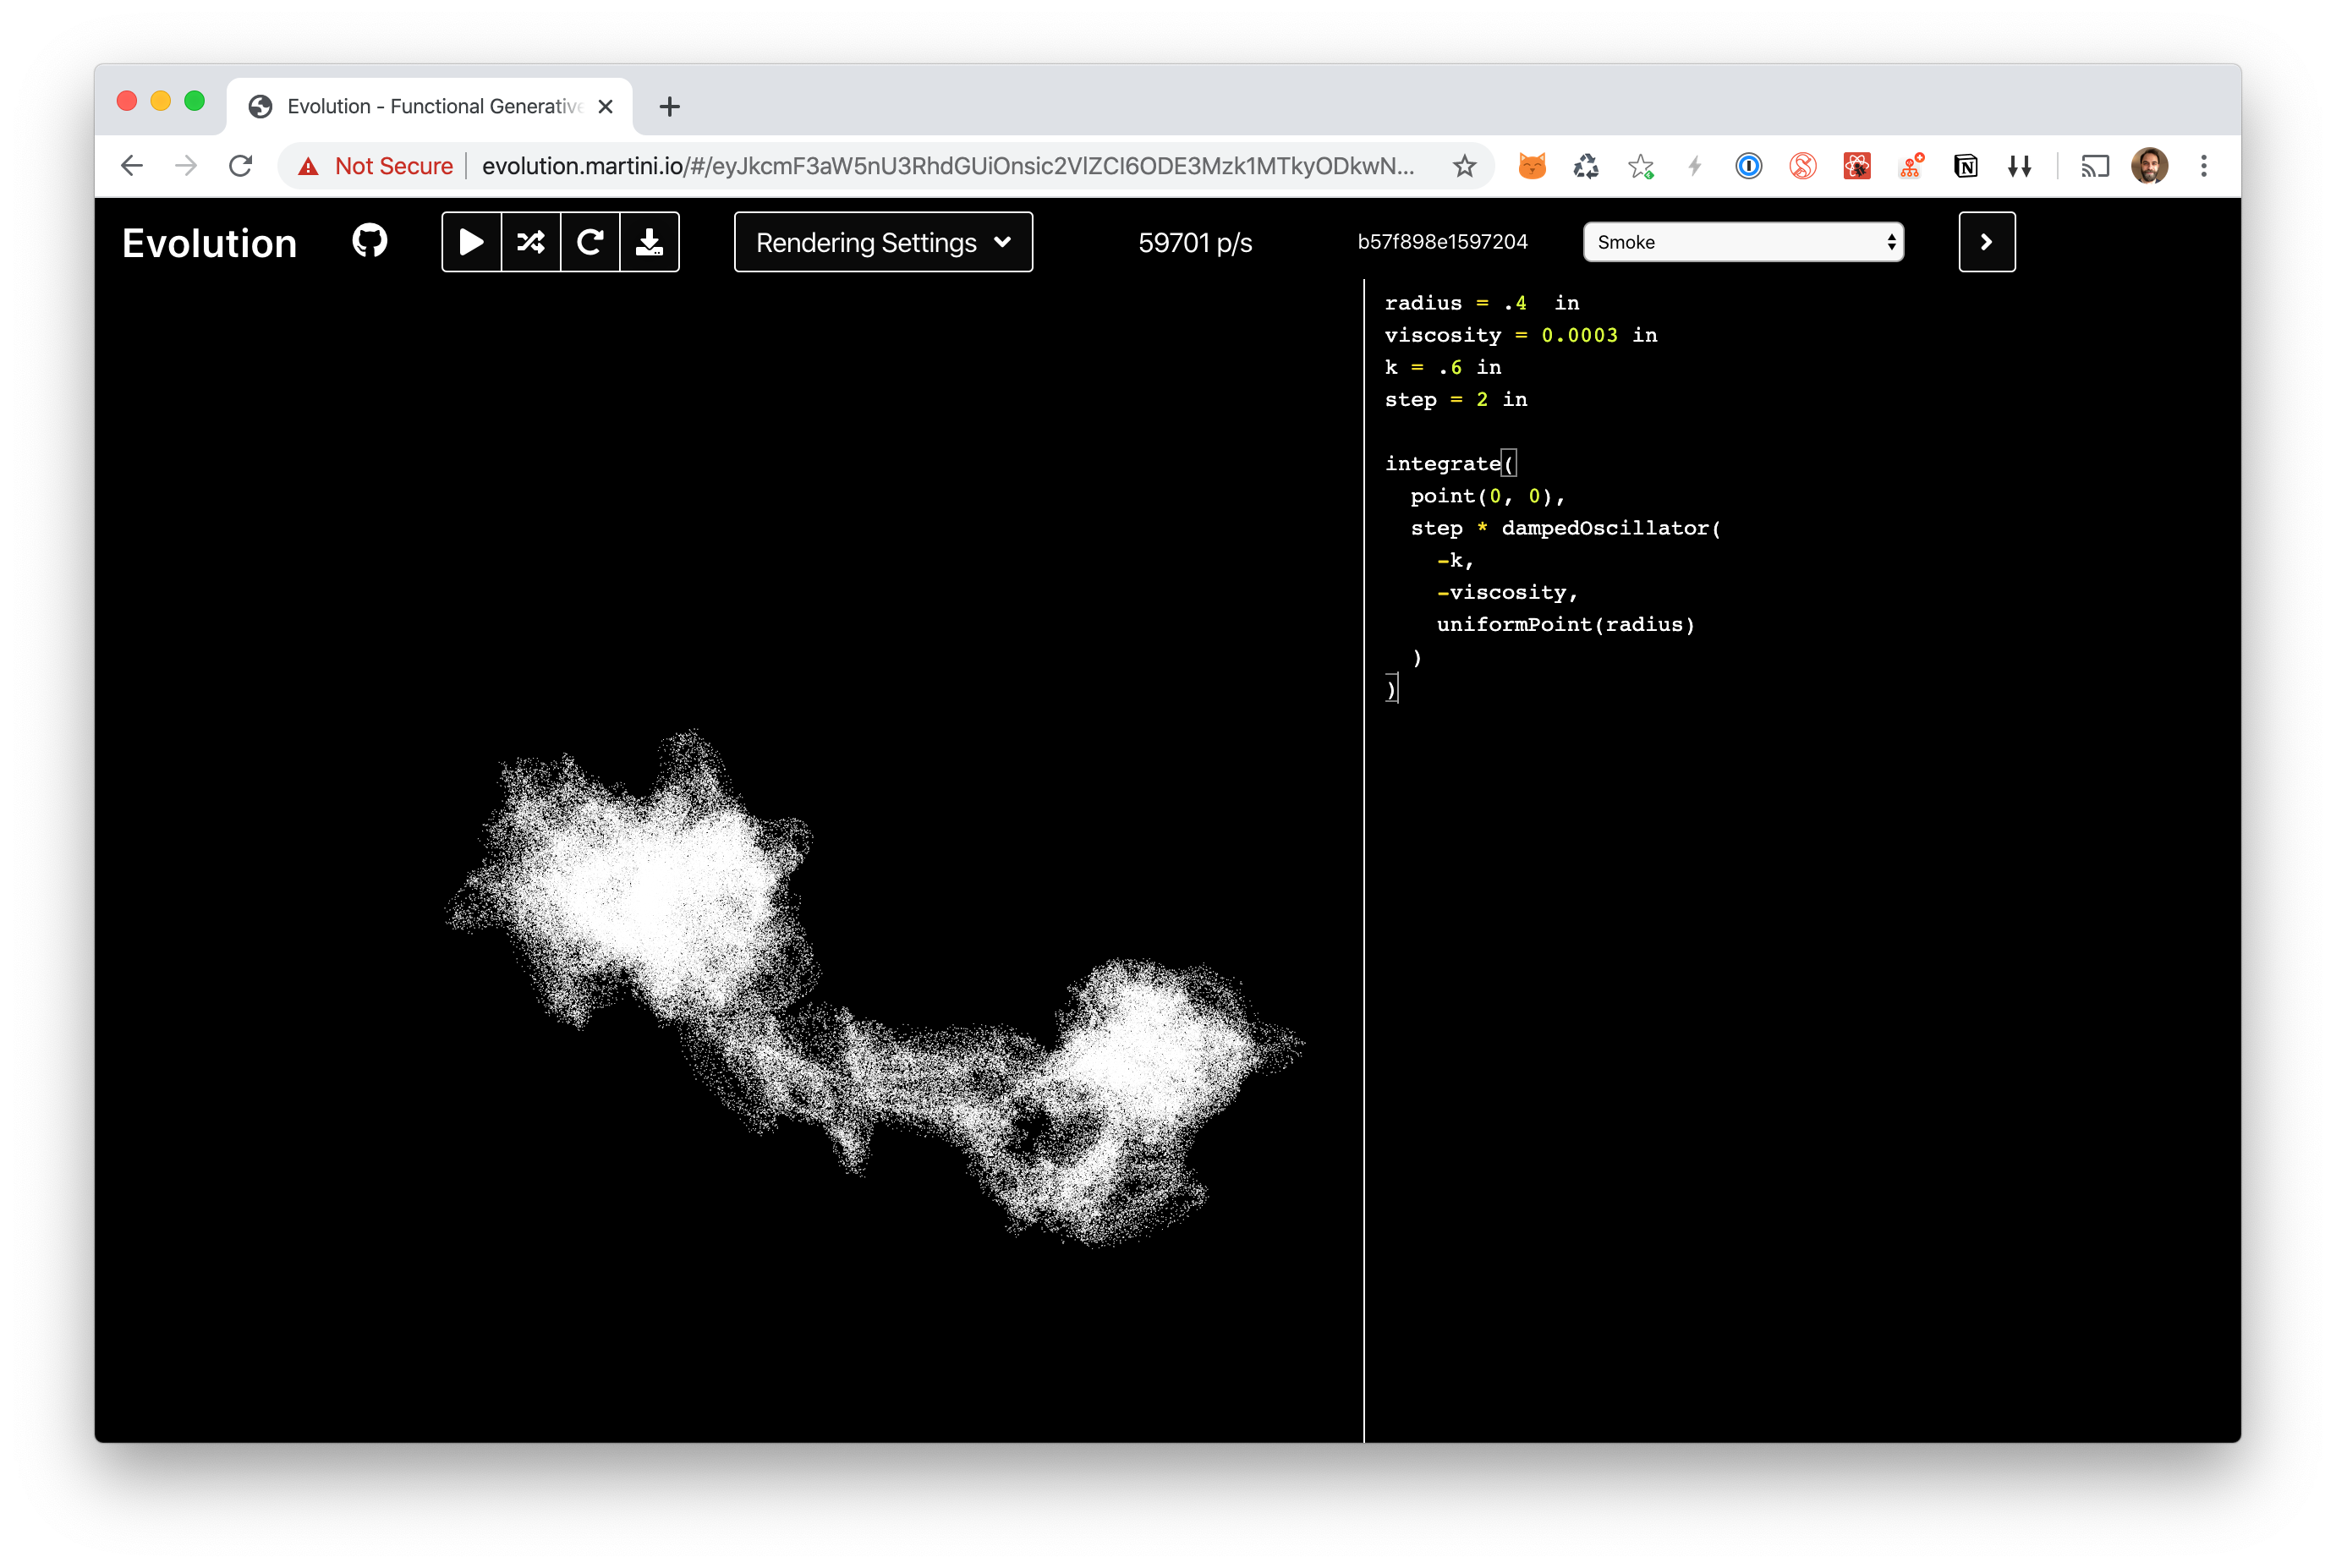 Evolution - Functional Generative
Not Secure evolution.martini.io/#/eyJkcmF3aW5nU3RhdGUiOnsic2VlZCI6ODE3Mzk1MTkyODkwN...
Evolution Rendering Settings 59701 p/s b57f898e1597204 Smoke
radius = .4  in
viscosity = 0.0003 in
k = .6 in
step = 2 in
integrate(
  point(0, 0),
  step * dampedOscillator(
    -k,
    -viscosity,
    uniformPoint(radius)
  )
)